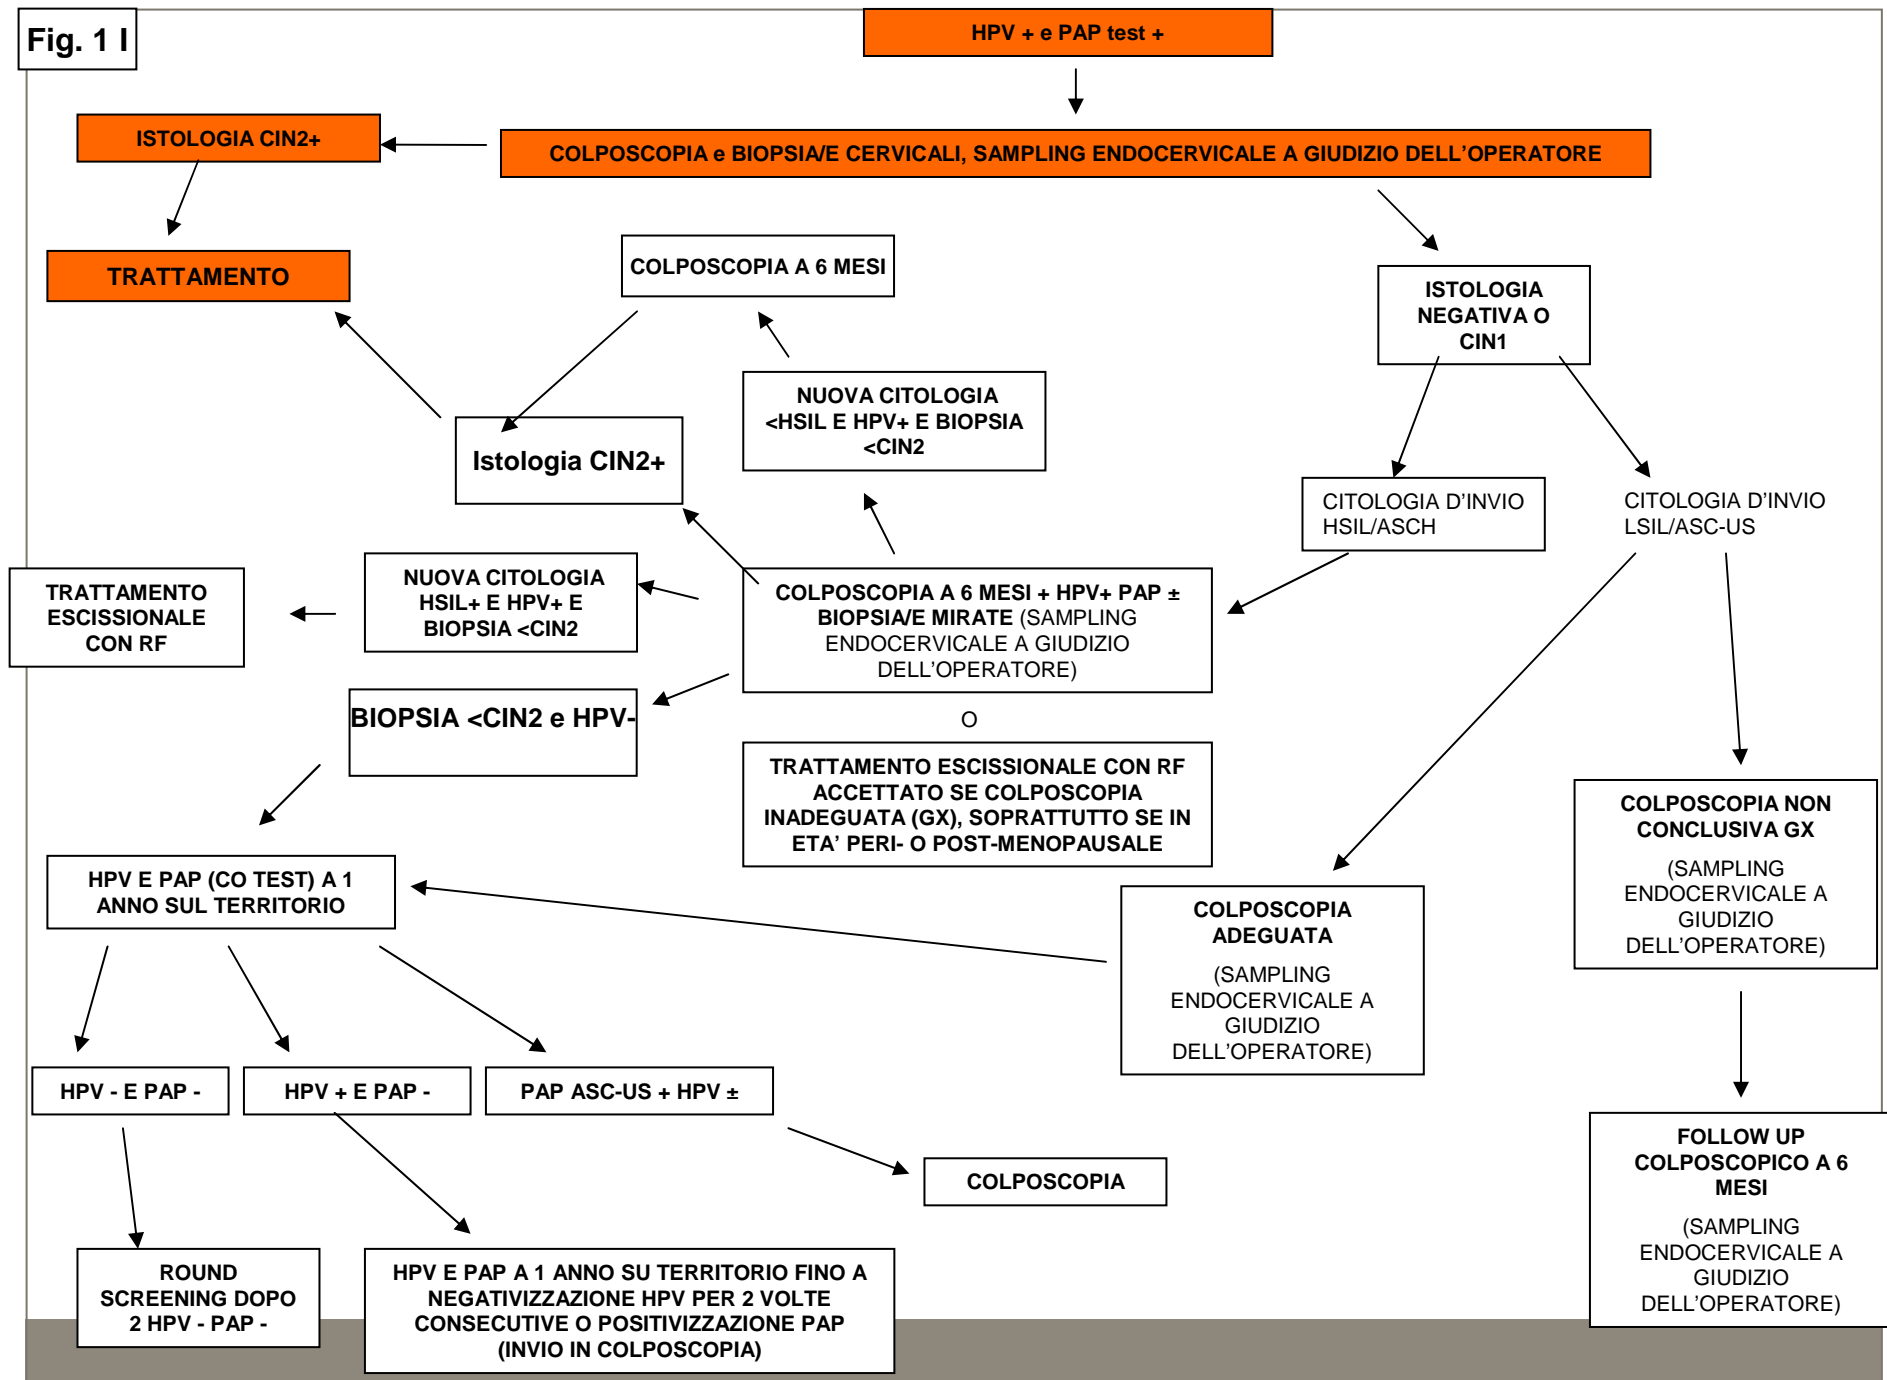 Fig. 1 I
HPV + e PAP test +
ISTOLOGIA CIN2+
COLPOSCOPIA e BIOPSIA/E CERVICALI, SAMPLING ENDOCERVICALE A GIUDIZIO DELL'OPERATORE
TRATTAMENTO
COLPOSCOPIA A 6 MESI
ISTOLOGIA
NEGATIVA O
CIN1
NUOVA CITOLOGIA
<HSIL E HPV+ E BIOPSIA
<CIN2
Istologia CIN2+
CITOLOGIA D'INVIO
HSIL/ASCH
CITOLOGIA D'INVIO
LSIL/ASC-US
TRATTAMENTO
ESCISSIONALE
CON RF
NUOVA CITOLOGIA
HSIL+ E HPV+ E
BIOPSIA <CIN2
COLPOSCOPIA A 6 MESI + HPV+ PAP ±
BIOPSIA/E MIRATE (SAMPLING
ENDOCERVICALE A GIUDIZIO
DELL'OPERATORE)
BIOPSIA <CIN2 e HPV-
O
TRATTAMENTO ESCISSIONALE CON RF
ACCETTATO SE COLPOSCOPIA
INADEGUATA (GX), SOPRATTUTTO SE IN
ETA' PERI- O POST-MENOPAUSALE
COLPOSCOPIA NON
CONCLUSIVA GX
(SAMPLING
ENDOCERVICALE A
GIUDIZIO
DELL'OPERATORE)
HPV E PAP (CO TEST) A 1
ANNO SUL TERRITORIO
COLPOSCOPIA
ADEGUATA
(SAMPLING
ENDOCERVICALE A
GIUDIZIO
DELL'OPERATORE)
HPV - E PAP -
HPV + E PAP -
PAP ASC-US + HPV ±
COLPOSCOPIA
FOLLOW UP
COLPOSCOPICO A 6
MESI
(SAMPLING
ENDOCERVICALE A
GIUDIZIO
DELL'OPERATORE)
ROUND
SCREENING DOPO
2 HPV - PAP -
HPV E PAP A 1 ANNO SU TERRITORIO FINO A
NEGATIVIZZAZIONE HPV PER 2 VOLTE
CONSECUTIVE O POSITIVIZZAZIONE PAP
(INVIO IN COLPOSCOPIA)